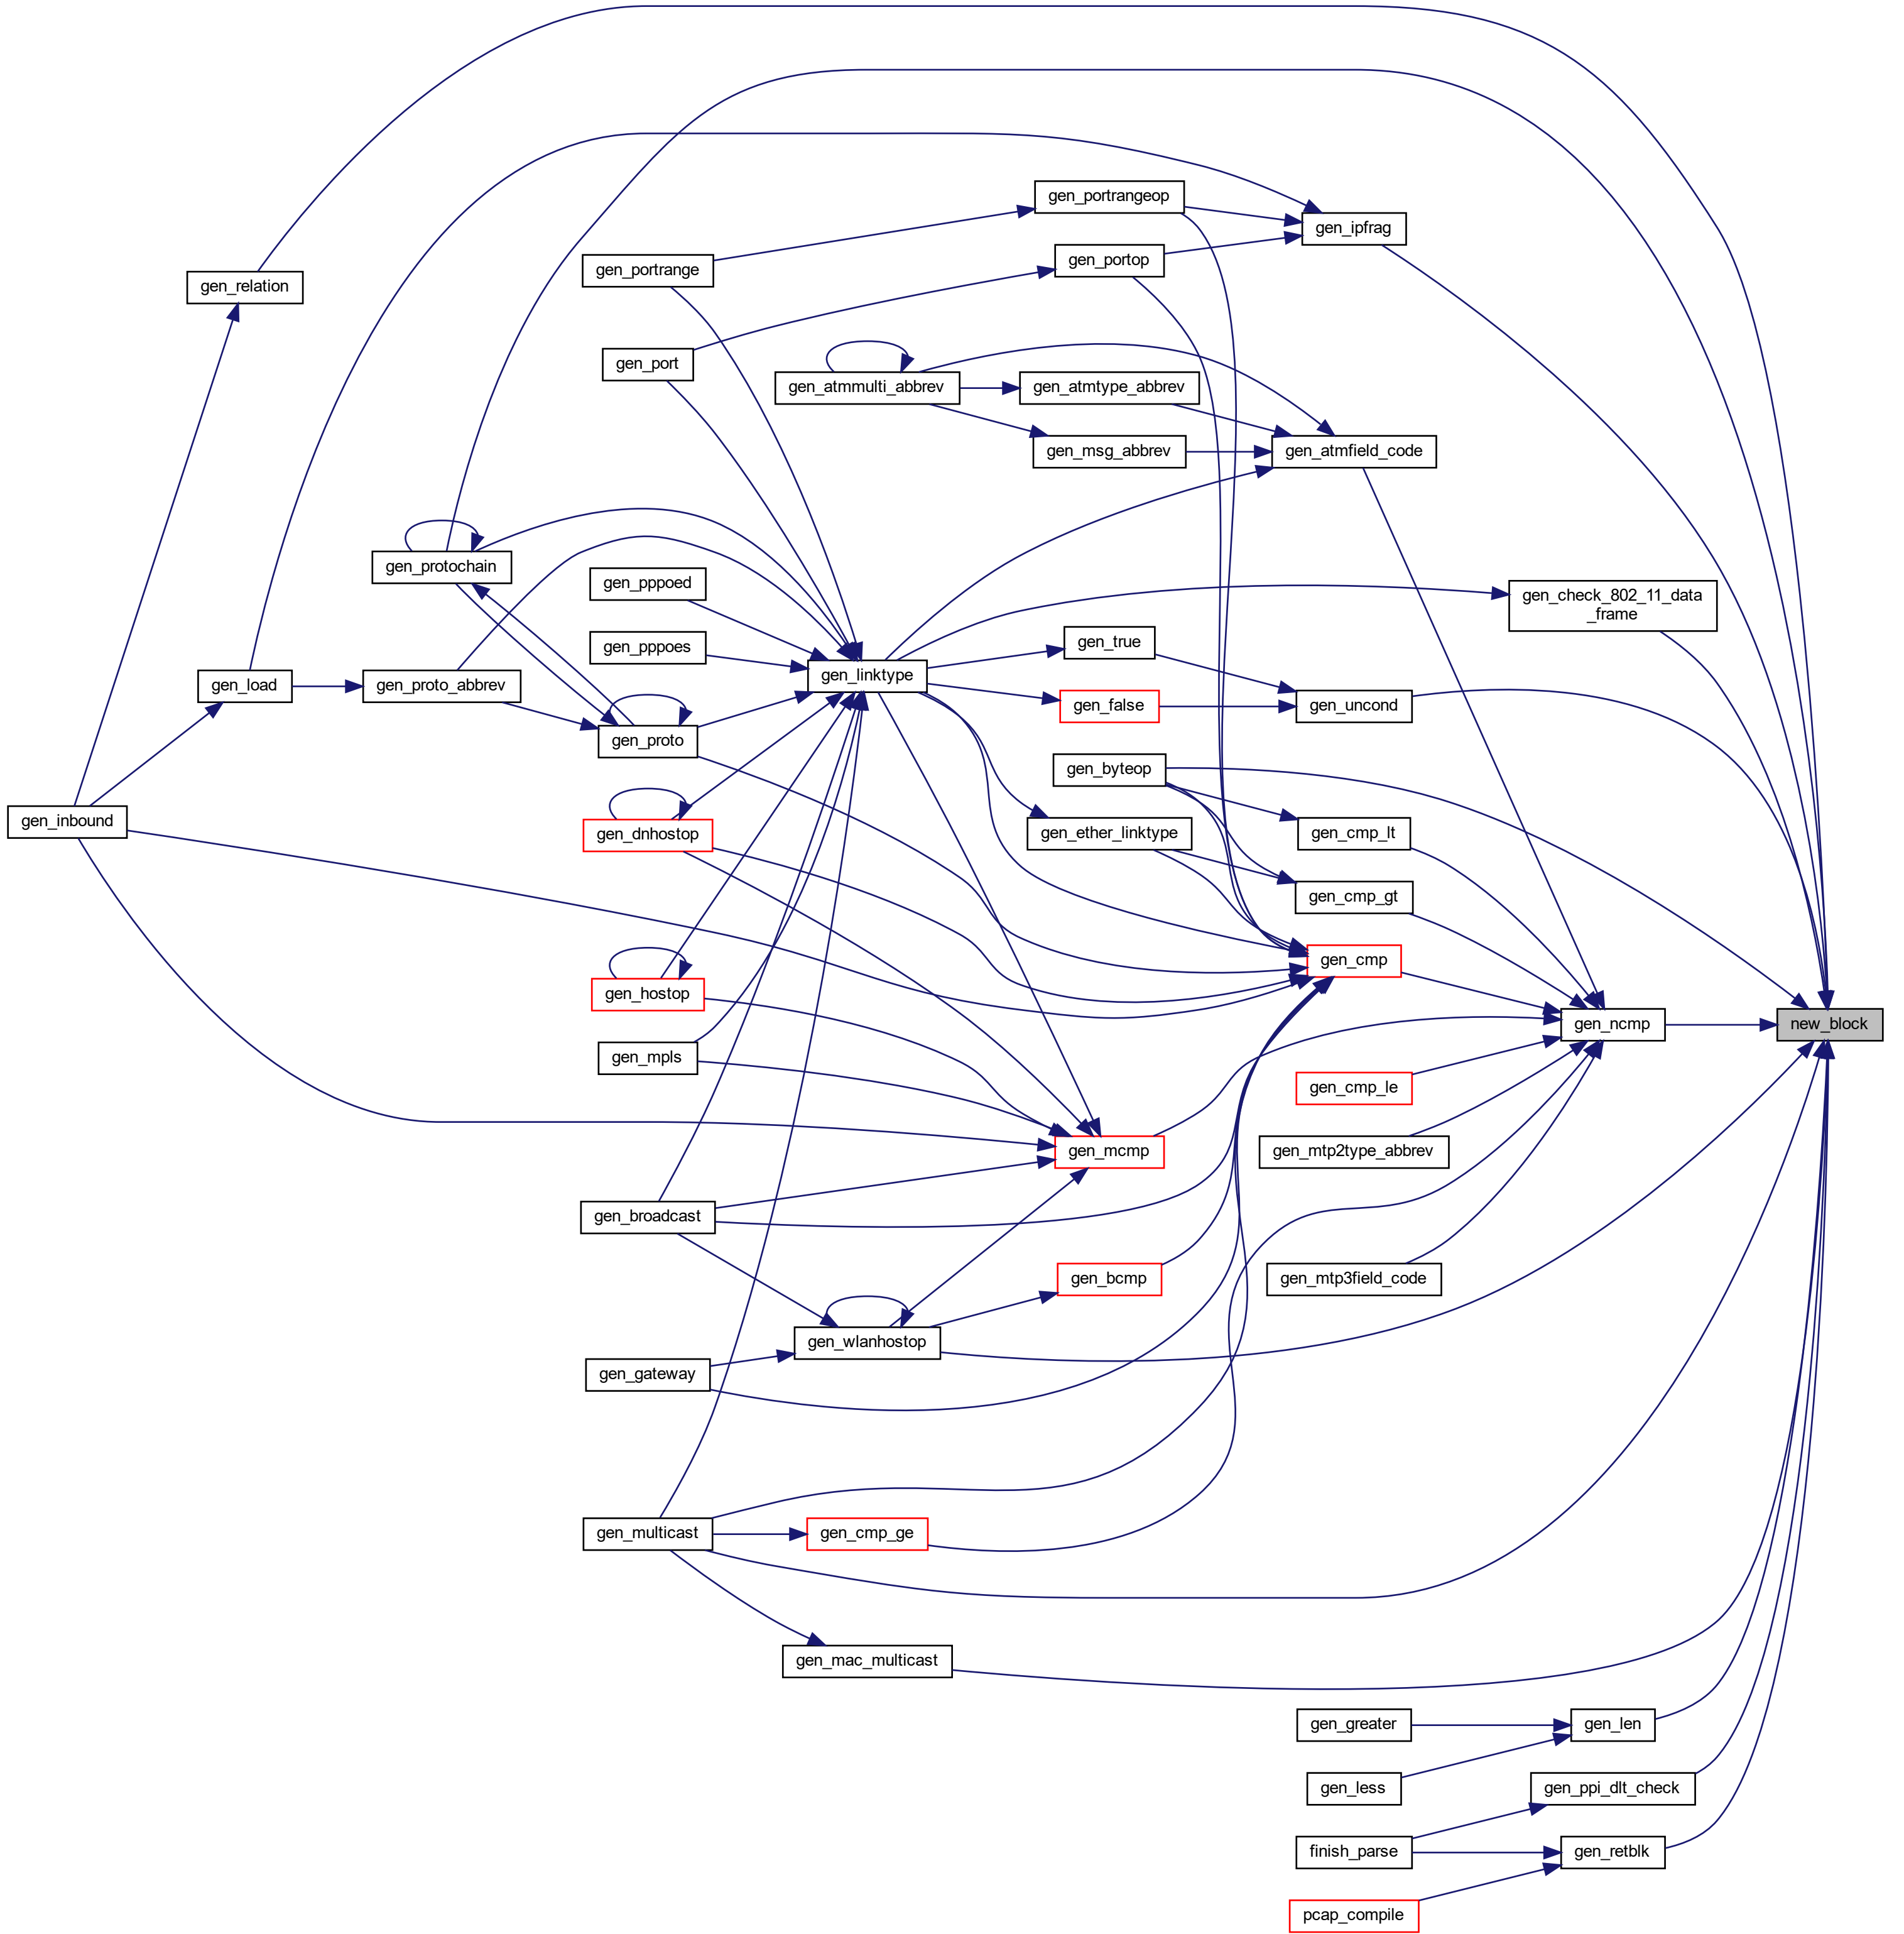 gen_portrangeop
gen_ipfrag
gen_portrange
gen_portop
gen_relation
gen_port
gen_atmmulti_abbrev
gen_atmtype_abbrev
gen_msg_abbrev
gen_atmfield_code
gen_protochain
gen_pppoed
gen_check_802_11_data
_frame
gen_pppoes
gen_true
gen_linktype
gen_load
gen_proto_abbrev
gen_false
gen_uncond
gen_proto
gen_byteop
gen_inbound
gen_dnhostop
gen_ether_linktype
gen_cmp_lt
gen_cmp_gt
gen_cmp
gen_hostop
gen_ncmp
new_block
gen_mpls
gen_cmp_le
gen_mcmp
gen_mtp2type_abbrev
gen_broadcast
gen_bcmp
gen_mtp3field_code
gen_wlanhostop
gen_gateway
gen_multicast
gen_cmp_ge
gen_mac_multicast
gen_greater
gen_len
gen_less
gen_ppi_dlt_check
finish_parse
gen_retblk
pcap_compile